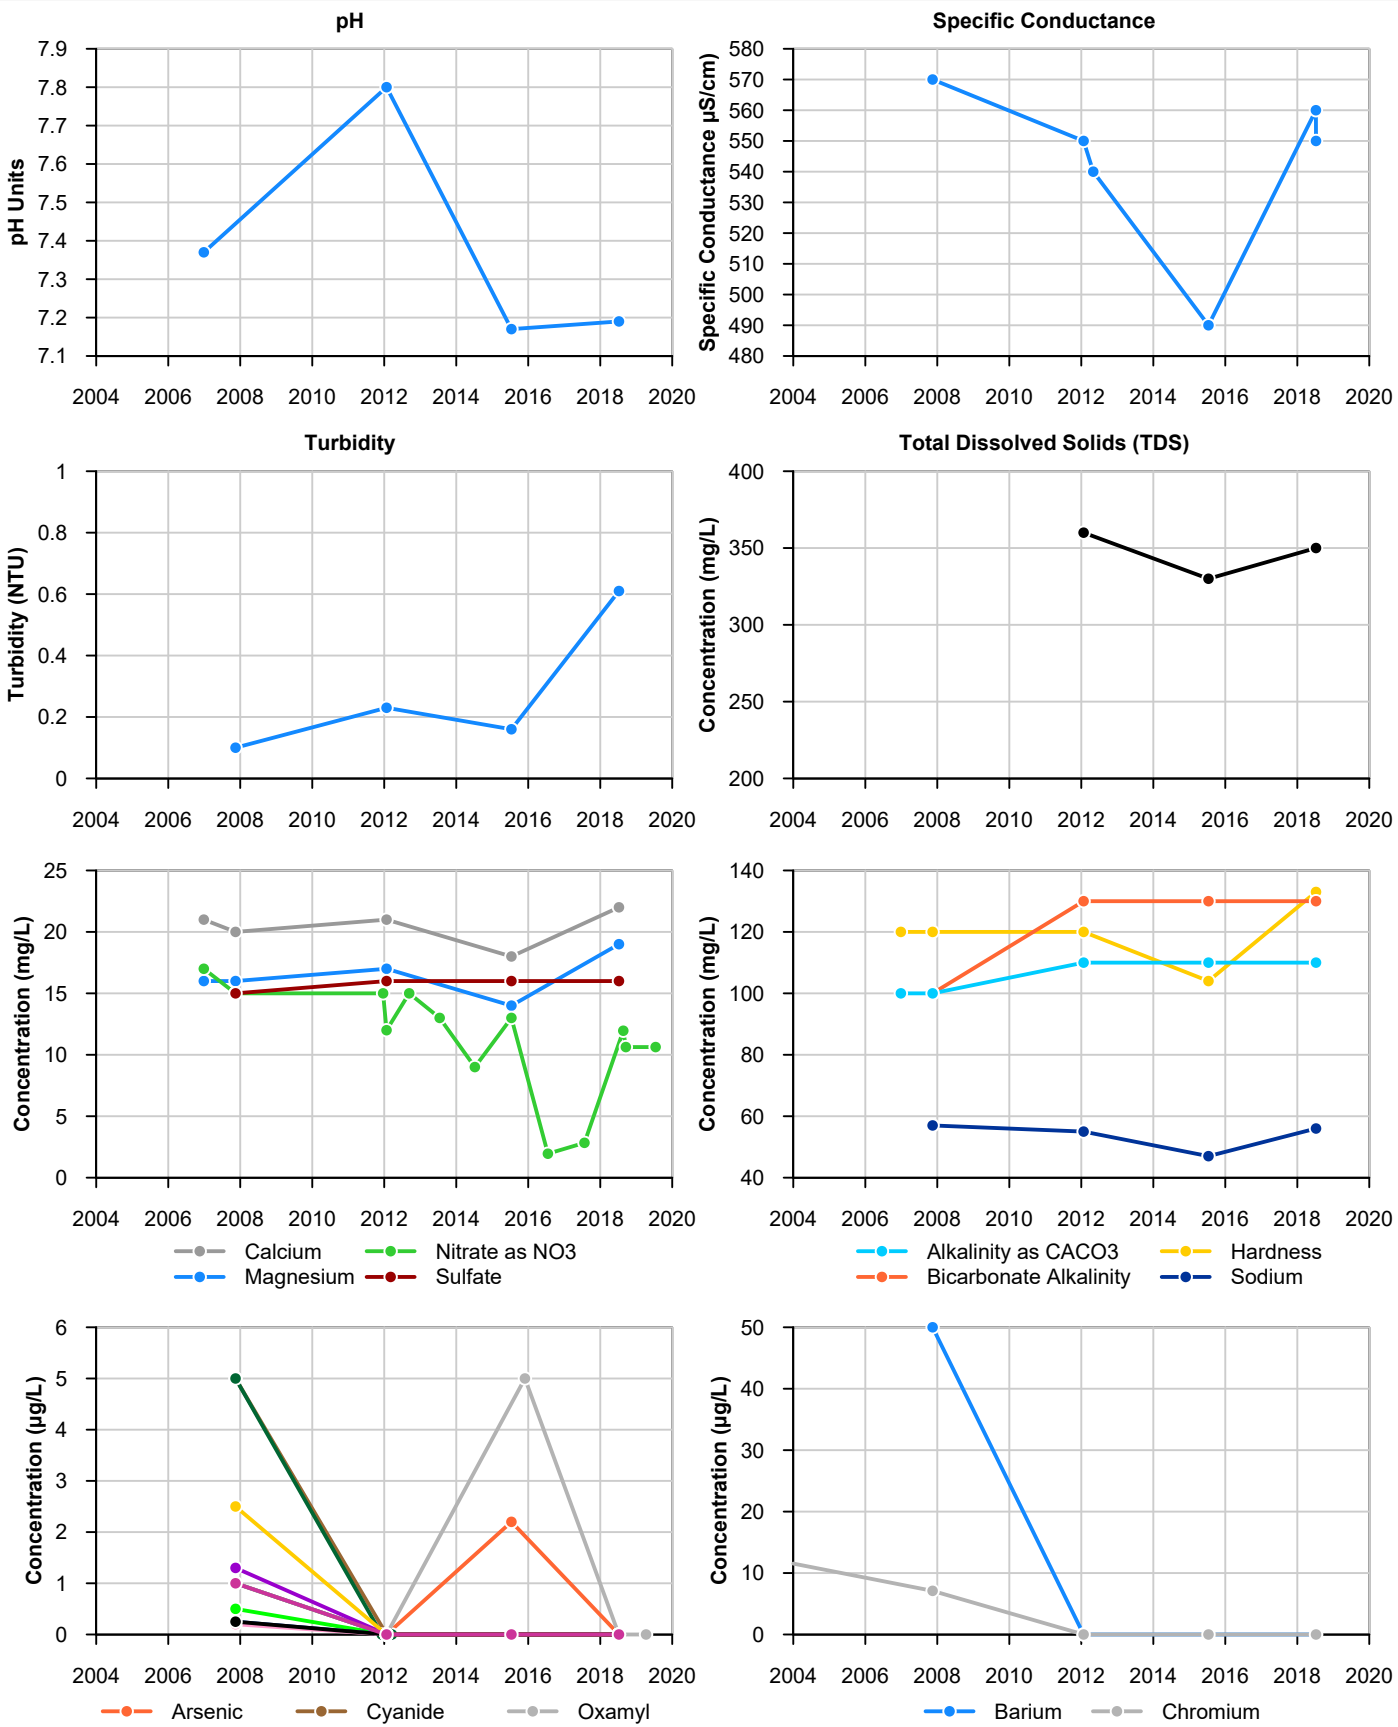 pH
Specific Conductance
pH Units
7.9
7.8
7.7
7.6
7.5
7.4
7.3
7.2
7.1
2004 2006 2008 2010 2012 2014 2016 2018 2020
Specific Conductance µS/cm)
580
570
560
550
540
530
520
510
500
490
480
2004 2006 2008 2010 2012 2014 2016 2018 2020
Turbidity
Total Dissolved Solids (TDS)
Turbidity (NTU)
1
0.8
0.6
0.4
0.2
0
2004 2006 2008 2010 2012 2014 2016 2018 2020
Concentration (mg/L)
400
350
300
250
200
2004 2006 2008 2010 2012 2014 2016 2018 2020
Concentration (mg/L)
25
20
15
10
5
0
2004 2006 2008 2010 2012 2014 2016 2018 2020
Calcium Nitrate as NO3
Magnesium Sulfate
Concentration (mg/L)
140
120
100
80
60
40
2004 2006 2008 2010 2012 2014 2016 2018 2020
Alkalinity as CACO3 Hardness
Bicarbonate Alkalinity Sodium
Concentration (µg/L)
6
5
4
3
2
1
0
2004 2006 2008 2010 2012 2014 2016 2018 2020
Arsenic Cyanide Oxamyl
Concentration (µg/L)
50
40
30
20
10
0
2004 2006 2008 2010 2012 2014 2016 2018 2020
Barium Chromium